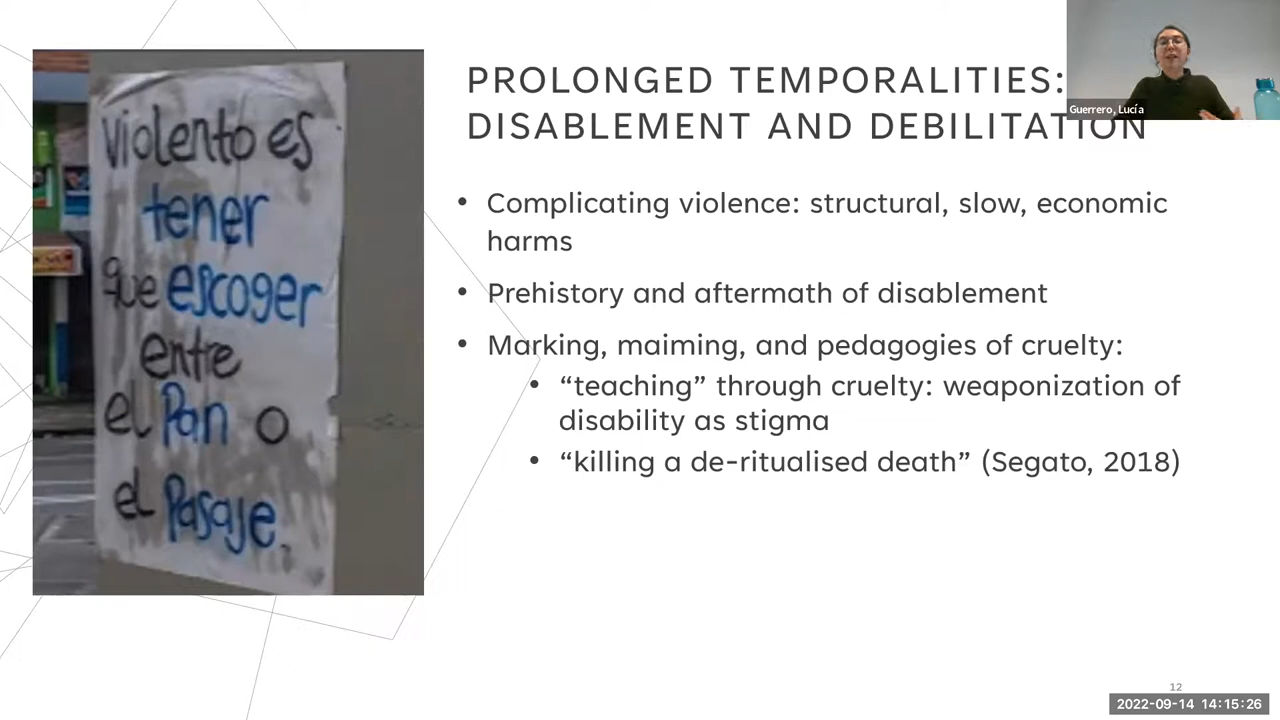 violento es
tener
que escoger
entre
el Pan o
el Pasaje.
PROLONGED TEMPORALITIES:
DISABLEMENT AND DEBILITATION
• Complicating violence: structural, slow, economic
harms
• Prehistory and aftermath of disablement
• Marking, maiming, and pedagogies of cruelty:
• “teaching” through cruelty: weaponization of
disability as stigma
• “killing a de-ritualised death” (Segato, 2018)
Guerrero, Lucía
12
2022-09-14 14:15:26